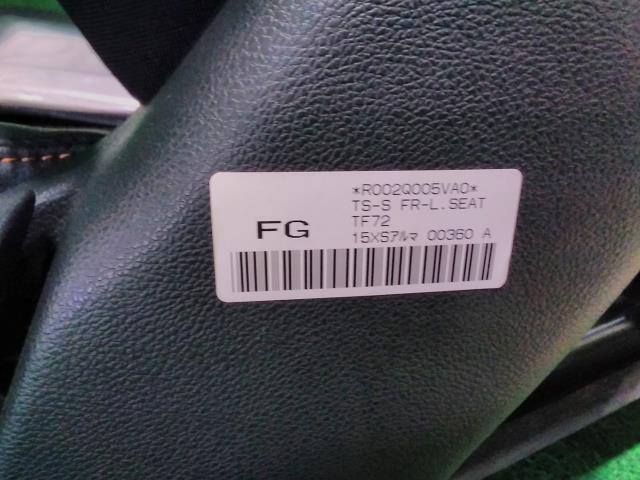 *R002Q005VA0*
TS-S FR-L.SEAT
FG TF72
15XSアルマ 00360 A